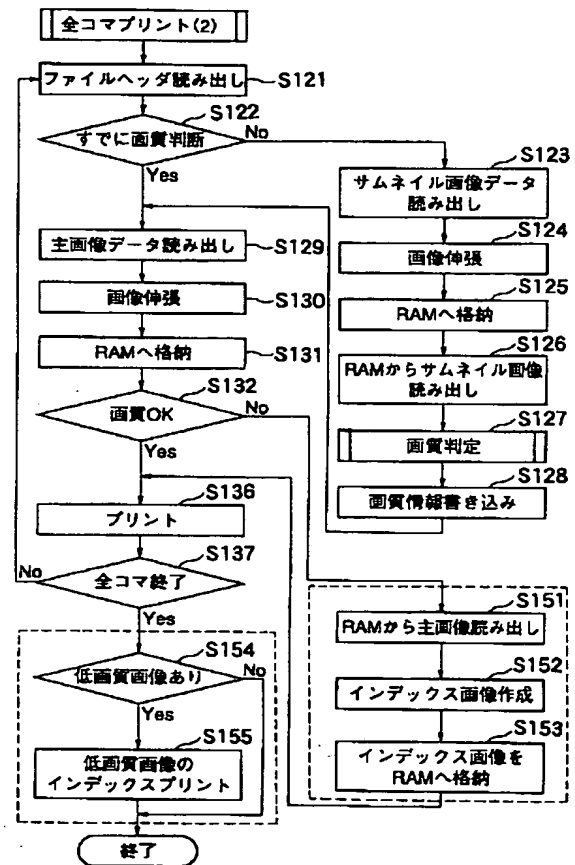 全コマプリント(2)
ファイルヘッダ読み出し
S121
S122
すでに画質判断
No
Yes
S123
サムネイル画像データ
読み出し
S124
画像伸張
S125
RAMへ格納
S126
RAMからサムネイル画像
読み出し
S127
画質判定
S128
画質情報書き込み
主画像データ読み出し
S129
画像伸張
S130
RAMへ格納
S131
S132
画質OK
No
Yes
S136
プリント
S137
全コマ終了
No
Yes
S151
RAMから主画像読み出し
S152
インデックス画像作成
S153
インデックス画像を
RAMへ格納
S154
低画質画像あり
No
Yes
S155
低画質画像の
インデックスプリント
終了